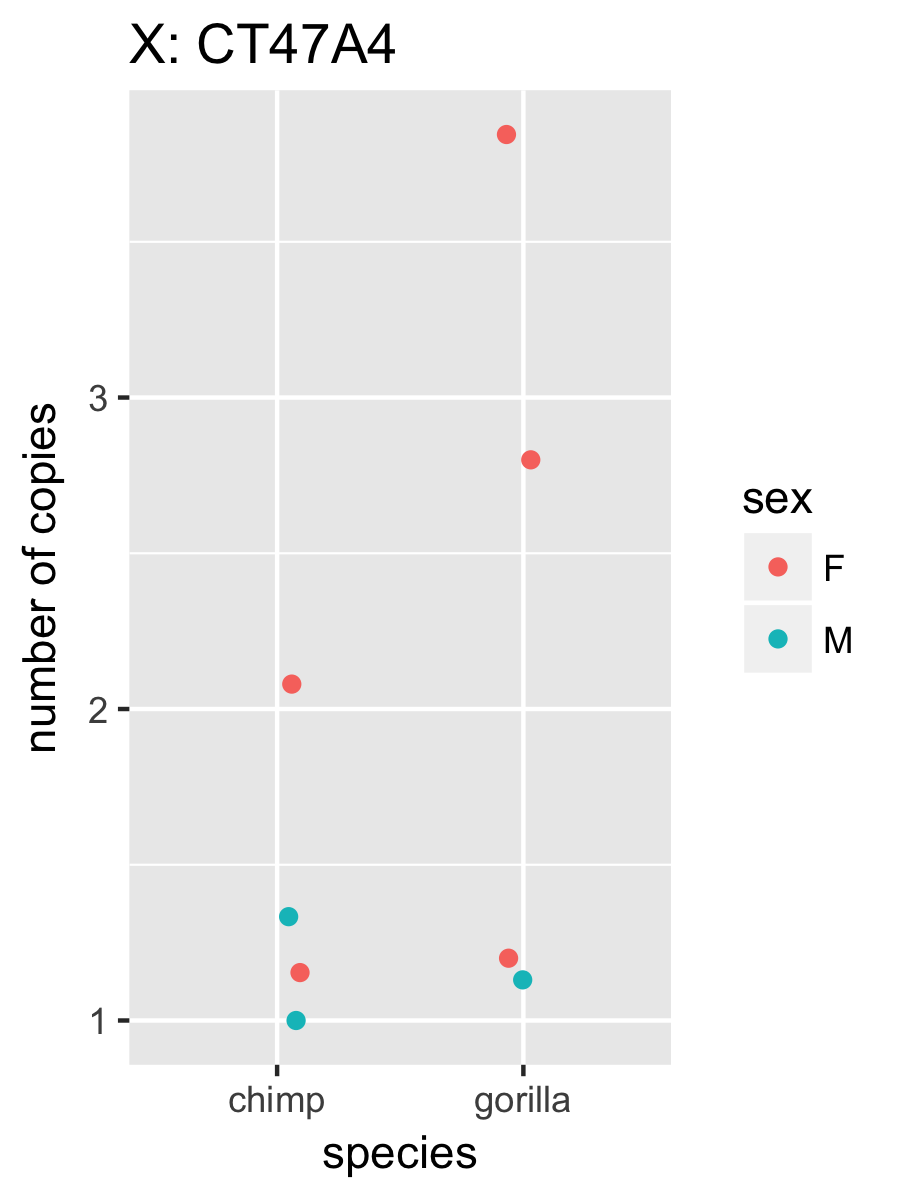 X: CT47A4
number of copies
3
2
1
chimp
gorilla
species
sex
F
M